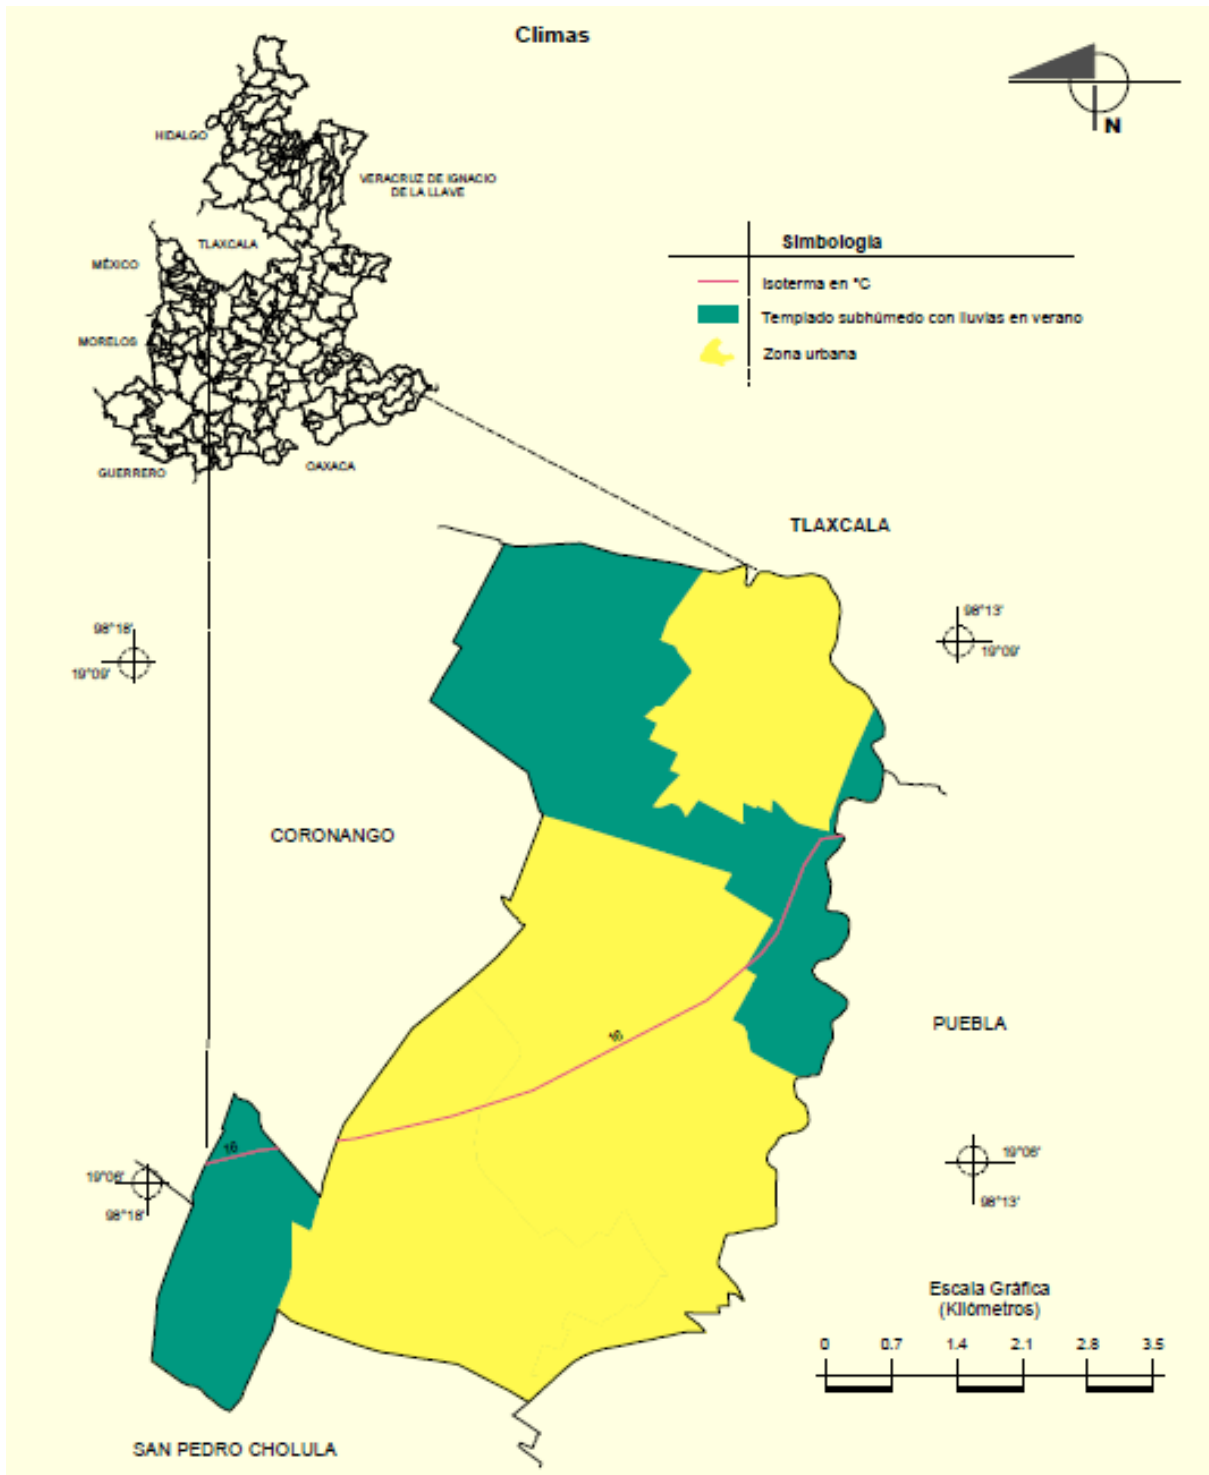 Climas
HIDALGO
VERACRUZ DE IGNACIO
DE LA LLAVE
TLAXCALA
MÉXICO
MORELOS
GUERRERO
OAXACA
N
Simbología
Isoterma en °C
Templado subhúmedo con lluvias en verano
Zona urbana
TLAXCALA
98°18'
19°09'
98°13'
19°09'
CORONANGO
16
PUEBLA
16
19°06'
98°18'
19°06'
98°13'
Escala Gráfica
(Kilómetros)
0 0.7 1.4 2.1 2.8 3.5
SAN PEDRO CHOLULA